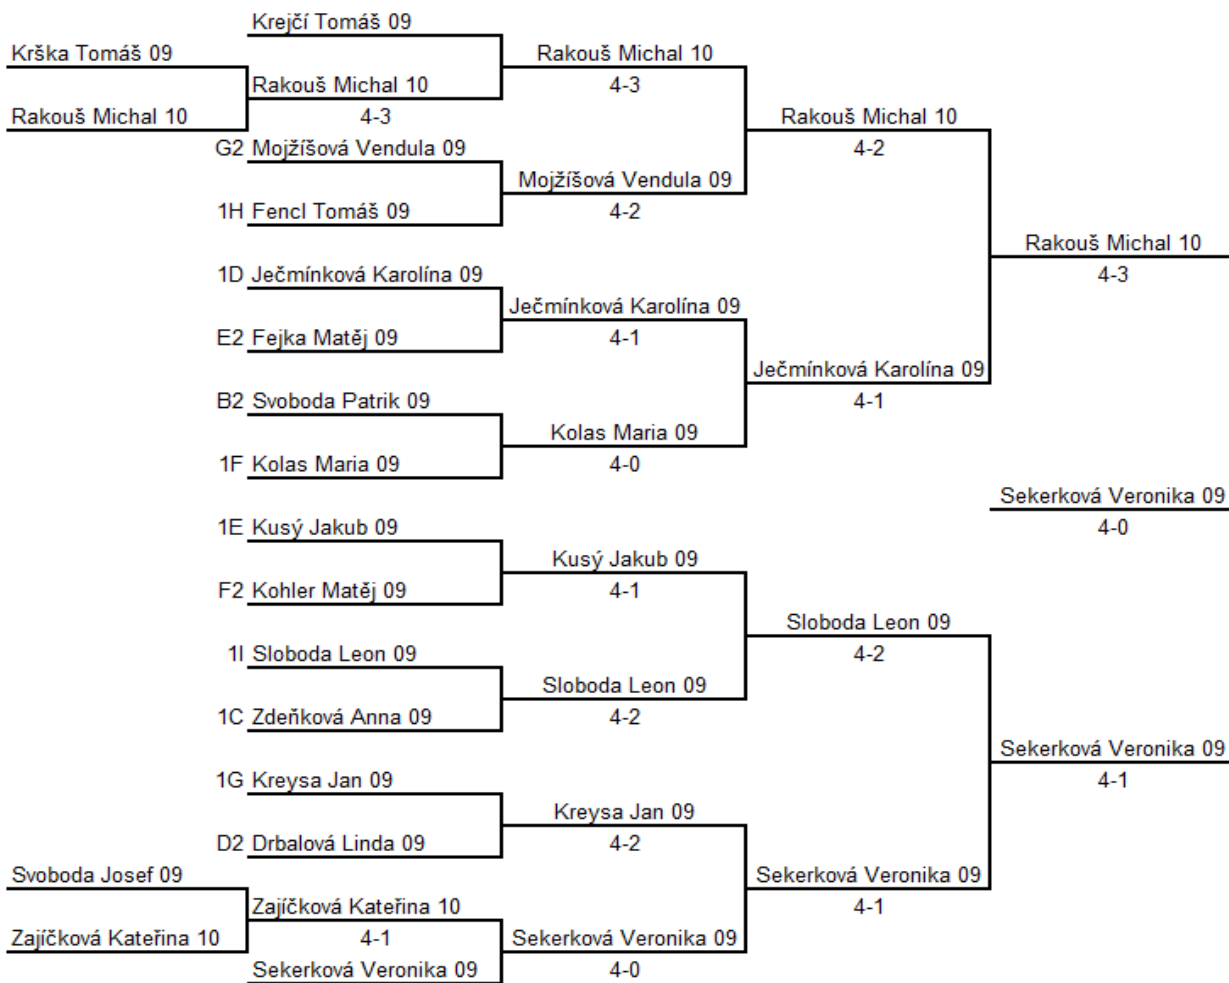 Krejčí Tomáš 09
Krška Tomáš 09
Rakouš Michal 10
Rakouš Michal 10
4-3
Rakouš Michal 10
4-3
Rakouš Michal 10
4-2
G2 Mojžíšová Vendula 09
Mojžíšová Vendula 09
4-2
1H Fencl Tomáš 09
Rakouš Michal 10
4-3
1D Ječmínková Karolína 09
Ječmínková Karolína 09
4-1
E2 Fejka Matěj 09
Ječmínková Karolína 09
4-1
B2 Svoboda Patrik 09
Kolas Maria 09
4-0
1F Kolas Maria 09
Sekerková Veronika 09
4-0
1E Kusý Jakub 09
Kusý Jakub 09
4-1
F2 Kohler Matěj 09
Sloboda Leon 09
4-2
1I Sloboda Leon 09
Sloboda Leon 09
4-2
1C Zdeňková Anna 09
Sekerková Veronika 09
4-1
1G Kreysa Jan 09
Kreysa Jan 09
4-2
D2 Drbalová Linda 09
Svoboda Josef 09
Sekerková Veronika 09
4-1
Zajíčková Kateřina 10
4-1
Zajíčková Kateřina 10
Sekerková Veronika 09
4-0
Sekerková Veronika 09